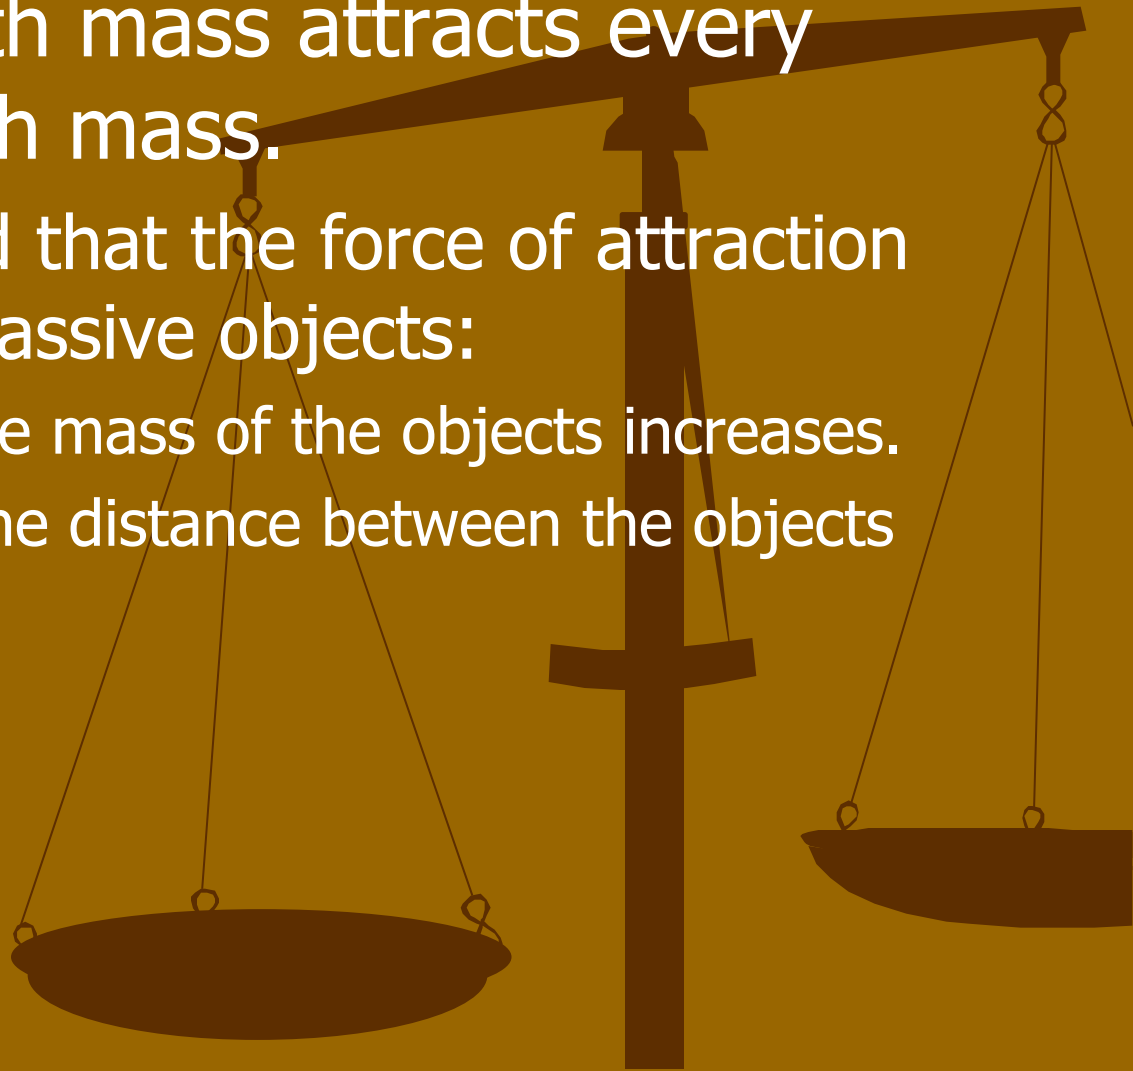 th mass attracts every
h mass.
d that the force of attraction
assive objects:
e mass of the objects increases.
he distance between the objects